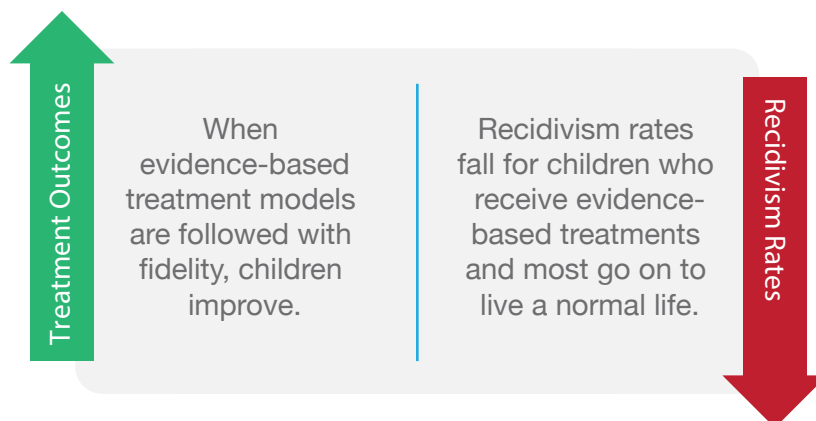 Treatment Outcomes
When
evidence-based
treatment models
are followed with
fidelity, children
improve.
Recidivism rates
fall for children who
receive evidence-
based treatments
and most go on to
live a normal life.
Recidivism Rates